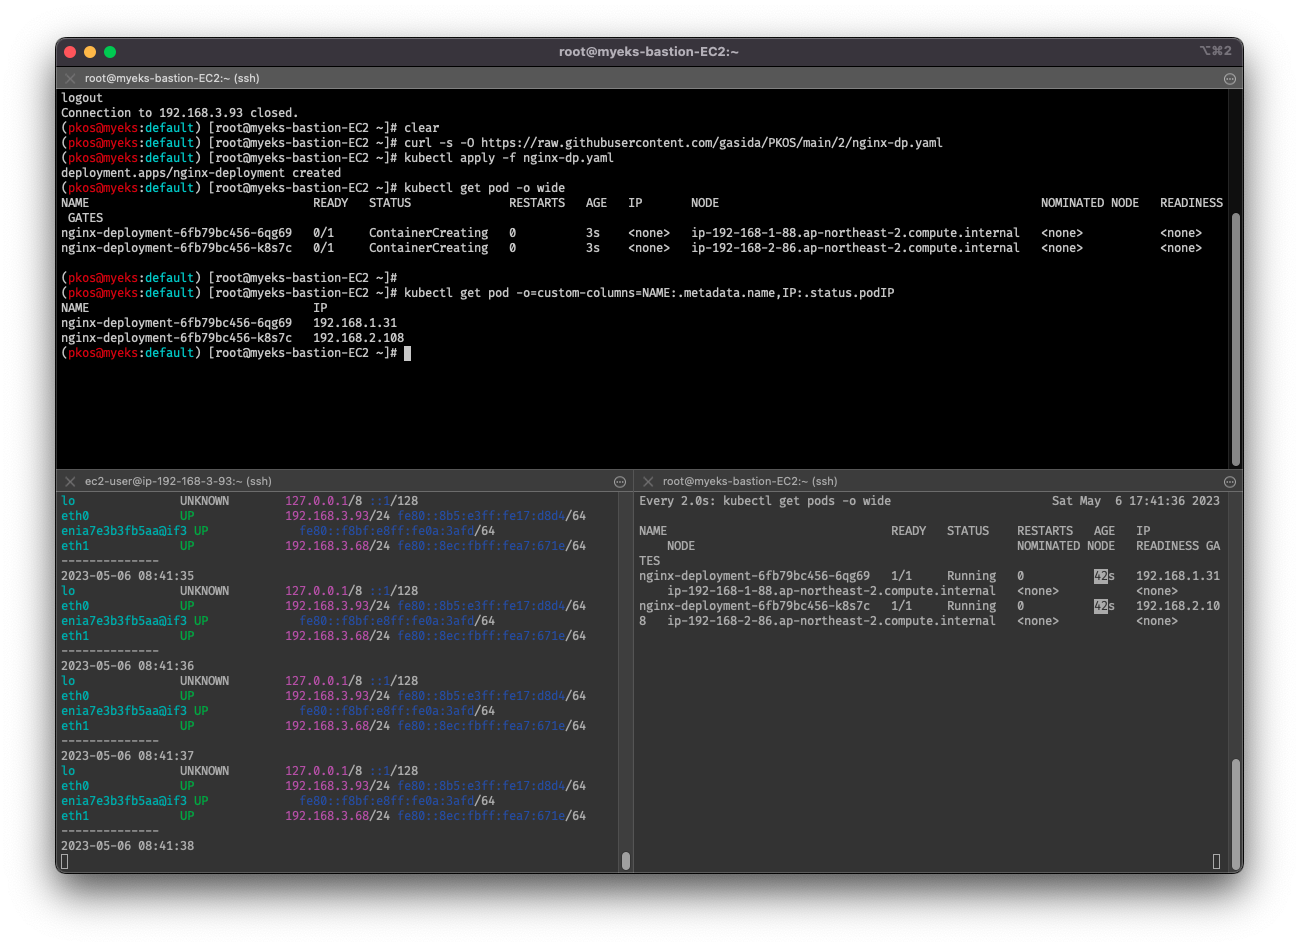 root@myeks-bastion-EC2:~
⌥⌘2
root@myeks-bastion-EC2:~ (ssh)
logout
Connection to 192.168.3.93 closed.
(pkos@myeks:default) [root@myeks-bastion-EC2 ~]# clear
(pkos@myeks:default) [root@myeks-bastion-EC2 ~]# curl -s -O https://raw.githubusercontent.com/gasida/PKOS/main/2/nginx-dp.yaml
(pkos@myeks:default) [root@myeks-bastion-EC2 ~]# kubectl apply -f nginx-dp.yaml
deployment.apps/nginx-deployment created
(pkos@myeks:default) [root@myeks-bastion-EC2 ~]# kubectl get pod -o wide
NAME                                READY   STATUS              RESTARTS   AGE   IP       NODE                                              NOMINATED NODE   READINESS
 GATES
nginx-deployment-6fb79bc456-6qg69   0/1     ContainerCreating   0          3s    <none>   ip-192-168-1-88.ap-northeast-2.compute.internal   <none>           <none>
nginx-deployment-6fb79bc456-k8s7c   0/1     ContainerCreating   0          3s    <none>   ip-192-168-2-86.ap-northeast-2.compute.internal   <none>           <none>
(pkos@myeks:default) [root@myeks-bastion-EC2 ~]#
(pkos@myeks:default) [root@myeks-bastion-EC2 ~]# kubectl get pod -o=custom-columns=NAME:.metadata.name,IP:.status.podIP
NAME                                IP
nginx-deployment-6fb79bc456-6qg69   192.168.1.31
nginx-deployment-6fb79bc456-k8s7c   192.168.2.108
(pkos@myeks:default) [root@myeks-bastion-EC2 ~]#
ec2-user@ip-192-168-3-93:~ (ssh)
lo               UNKNOWN        127.0.0.1/8 ::1/128
eth0             UP             192.168.3.93/24 fe80::8b5:e3ff:fe17:d8d4/64
enia7e3b3fb5aa@if3 UP             fe80::f8bf:e8ff:fe0a:3afd/64
eth1             UP             192.168.3.68/24 fe80::8ec:fbff:fea7:671e/64
--------------
2023-05-06 08:41:35
lo               UNKNOWN        127.0.0.1/8 ::1/128
eth0             UP             192.168.3.93/24 fe80::8b5:e3ff:fe17:d8d4/64
enia7e3b3fb5aa@if3 UP             fe80::f8bf:e8ff:fe0a:3afd/64
eth1             UP             192.168.3.68/24 fe80::8ec:fbff:fea7:671e/64
--------------
2023-05-06 08:41:36
lo               UNKNOWN        127.0.0.1/8 ::1/128
eth0             UP             192.168.3.93/24 fe80::8b5:e3ff:fe17:d8d4/64
enia7e3b3fb5aa@if3 UP             fe80::f8bf:e8ff:fe0a:3afd/64
eth1             UP             192.168.3.68/24 fe80::8ec:fbff:fea7:671e/64
--------------
2023-05-06 08:41:37
lo               UNKNOWN        127.0.0.1/8 ::1/128
eth0             UP             192.168.3.93/24 fe80::8b5:e3ff:fe17:d8d4/64
enia7e3b3fb5aa@if3 UP             fe80::f8bf:e8ff:fe0a:3afd/64
eth1             UP             192.168.3.68/24 fe80::8ec:fbff:fea7:671e/64
--------------
2023-05-06 08:41:38
root@myeks-bastion-EC2:~ (ssh)
Every 2.0s: kubectl get pods -o wide                       Sat May  6 17:41:36 2023
NAME                                READY   STATUS    RESTARTS   AGE   IP
    NODE                                              NOMINATED NODE   READINESS GA
TES
nginx-deployment-6fb79bc456-6qg69   1/1     Running   0          42s   192.168.1.31
    ip-192-168-1-88.ap-northeast-2.compute.internal   <none>           <none>
nginx-deployment-6fb79bc456-k8s7c   1/1     Running   0          42s   192.168.2.10
8   ip-192-168-2-86.ap-northeast-2.compute.internal   <none>           <none>